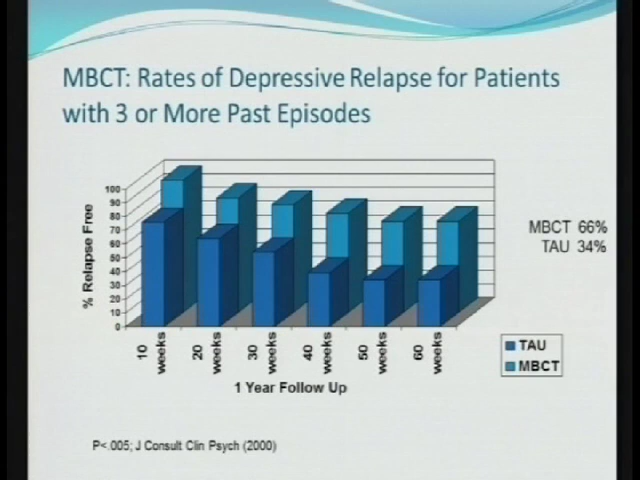 MBCT: Rates of Depressive Relapse for Patients
with 3 or More Past Episodes
% Relapse Free
100
90
80
70
60
50
40
30
20
10
0
10 weeks
20 weeks
30 weeks
40 weeks
50 weeks
60 weeks
1 Year Follow Up
MBCT 66%
TAU 34%
TAU
MBCT
P<.005; J Consult Clin Psych (2000)